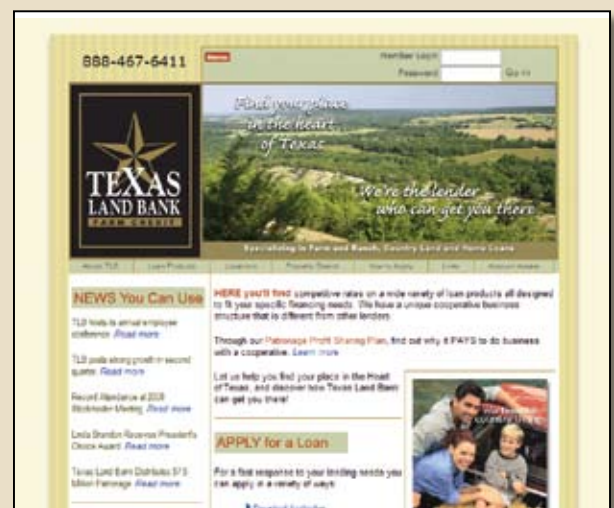 888-467-6411
Home
Member Login
Password
Find your place
in the heart
of Texas
TEXAS
LAND BANK
FARM CREDIT
We're the lender
who can get you there
Specializing in Farm and Ranch, Country Land and Home Loans
About TLB Loan Products Locations Property Search How to Apply Links Account Access
NEWS You Can Use
TLB hosts its annual employee
conference Read more
TLB posts strong growth in second
quarter Read more
Record Attendance at
Stockholder Meeting Read more
Linda Brandon Receives President's
Choice Award Read more
Texas Land Bank Distributes
Million Patronage Read more
HERE you'll find competitive rates on a wide variety of loan products all designed
to fit your specific financing needs. We have a unique cooperative business
structure that is different from other lenders.
Through our Patronage Profit Sharing Plan, find out why it PAYS to do business
with a cooperative. Learn more
Let us help you find your place in the Heart
of Texas, and discover how Texas Land Bank
can get you there!
APPLY for a Loan
For a fast response to your lending needs you
can apply in a variety of ways: